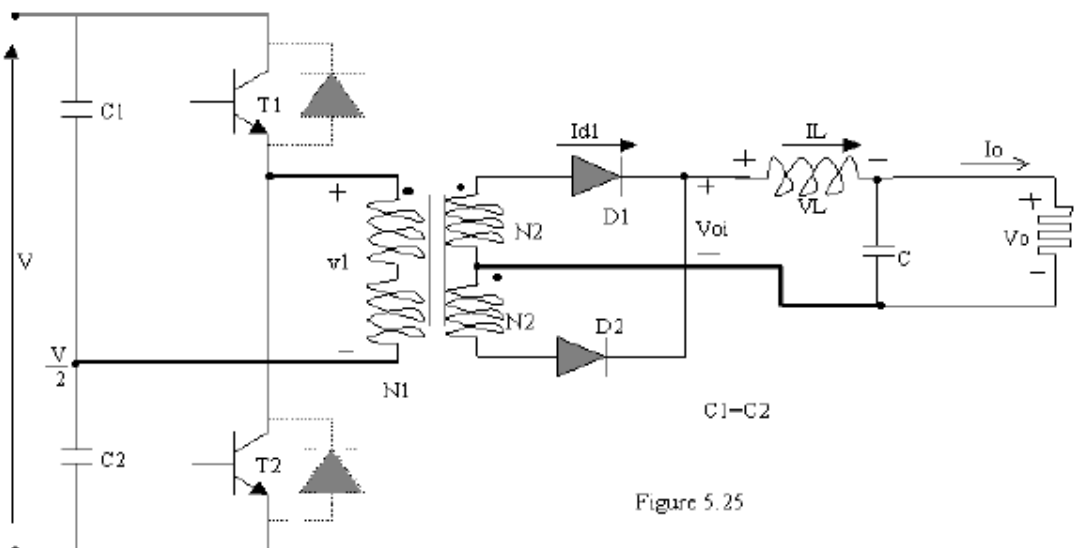 C1
T1
Id1
IL
Io
+
+
−
+
V
v1
N2
D1
Voi
VL
+
Vo
−
C
−
N2
D2
−
V
2
N1
C1=C2
C2
T2
Figure 5.25